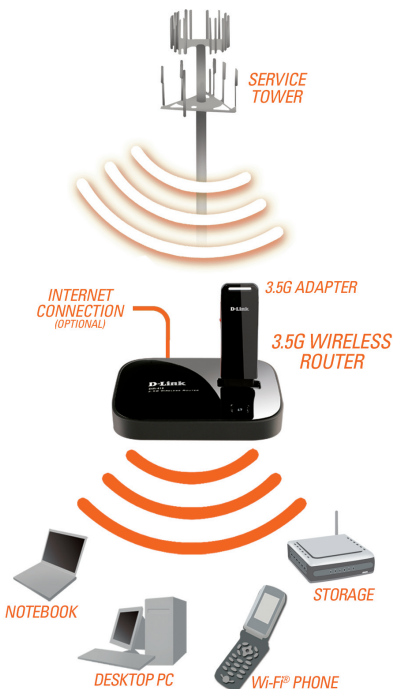 SERVICE
TOWER
INTERNET
CONNECTION
(OPTIONAL)
3.5G ADAPTER
D-Link
3.5G WIRELESS
ROUTER
D-Link
NOTEBOOK
STORAGE
DESKTOP PC
Wi-Fi® PHONE